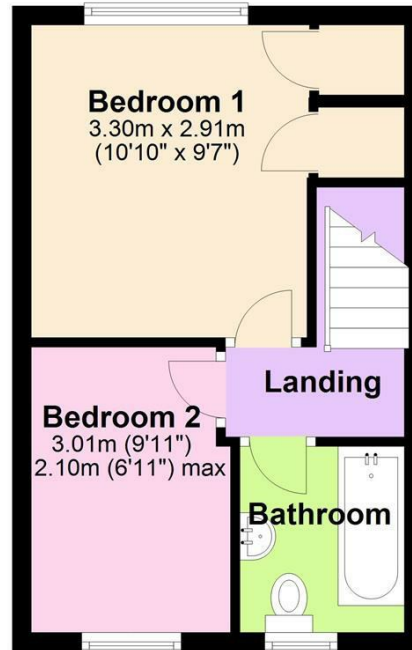 Bedroom 1
3.30m x 2.91m
(10'10" x 9'7")
Landing
Bedroom 2
3.01m (9'11")
2.10m (6'11") max
Bathroom